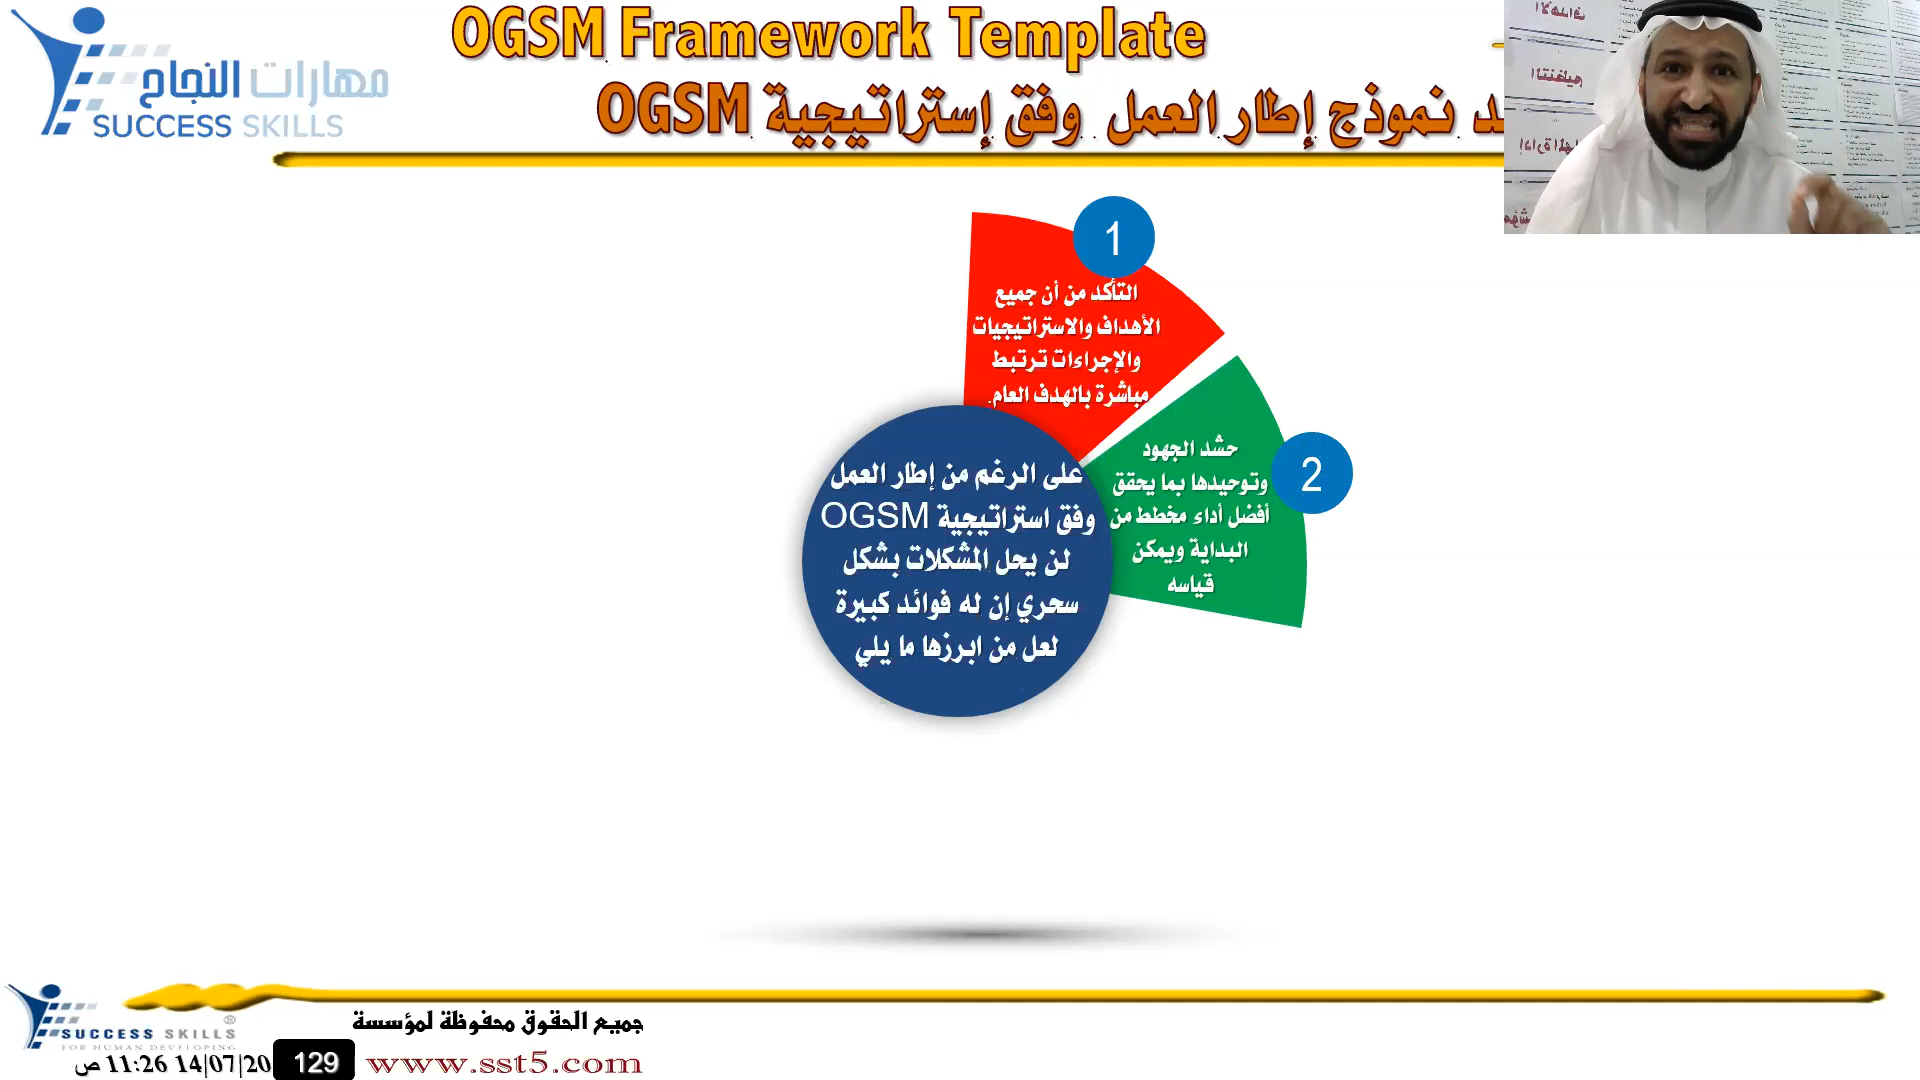 OGSM Framework Template
نموذج إطار العمل وفق إستراتيجية OGSM
مهارات النجاح
SUCCESS SKILLS
1
التأكد من أن جميع
الأهداف والاستراتيجيات
والإجراءات ترتبط
مباشرة بالهدف العام.
2
حشد الجهود
وتوحيدها بما يحقق
أفضل أداء مخطط من
البداية ويمكن
قياسه
على الرغم من إطار العمل
وفق استراتيجية OGSM
لن يحل المشكلات بشكل
سحري إن له فوائد كبيرة
لعل من ابرزها ما يلي
جميع الحقوق محفوظة لمؤسسة
www.sst5.com
129
SUCCESS SKILLS®
FOR HUMAN DEVELOPING
14|07|20 11:26 ص